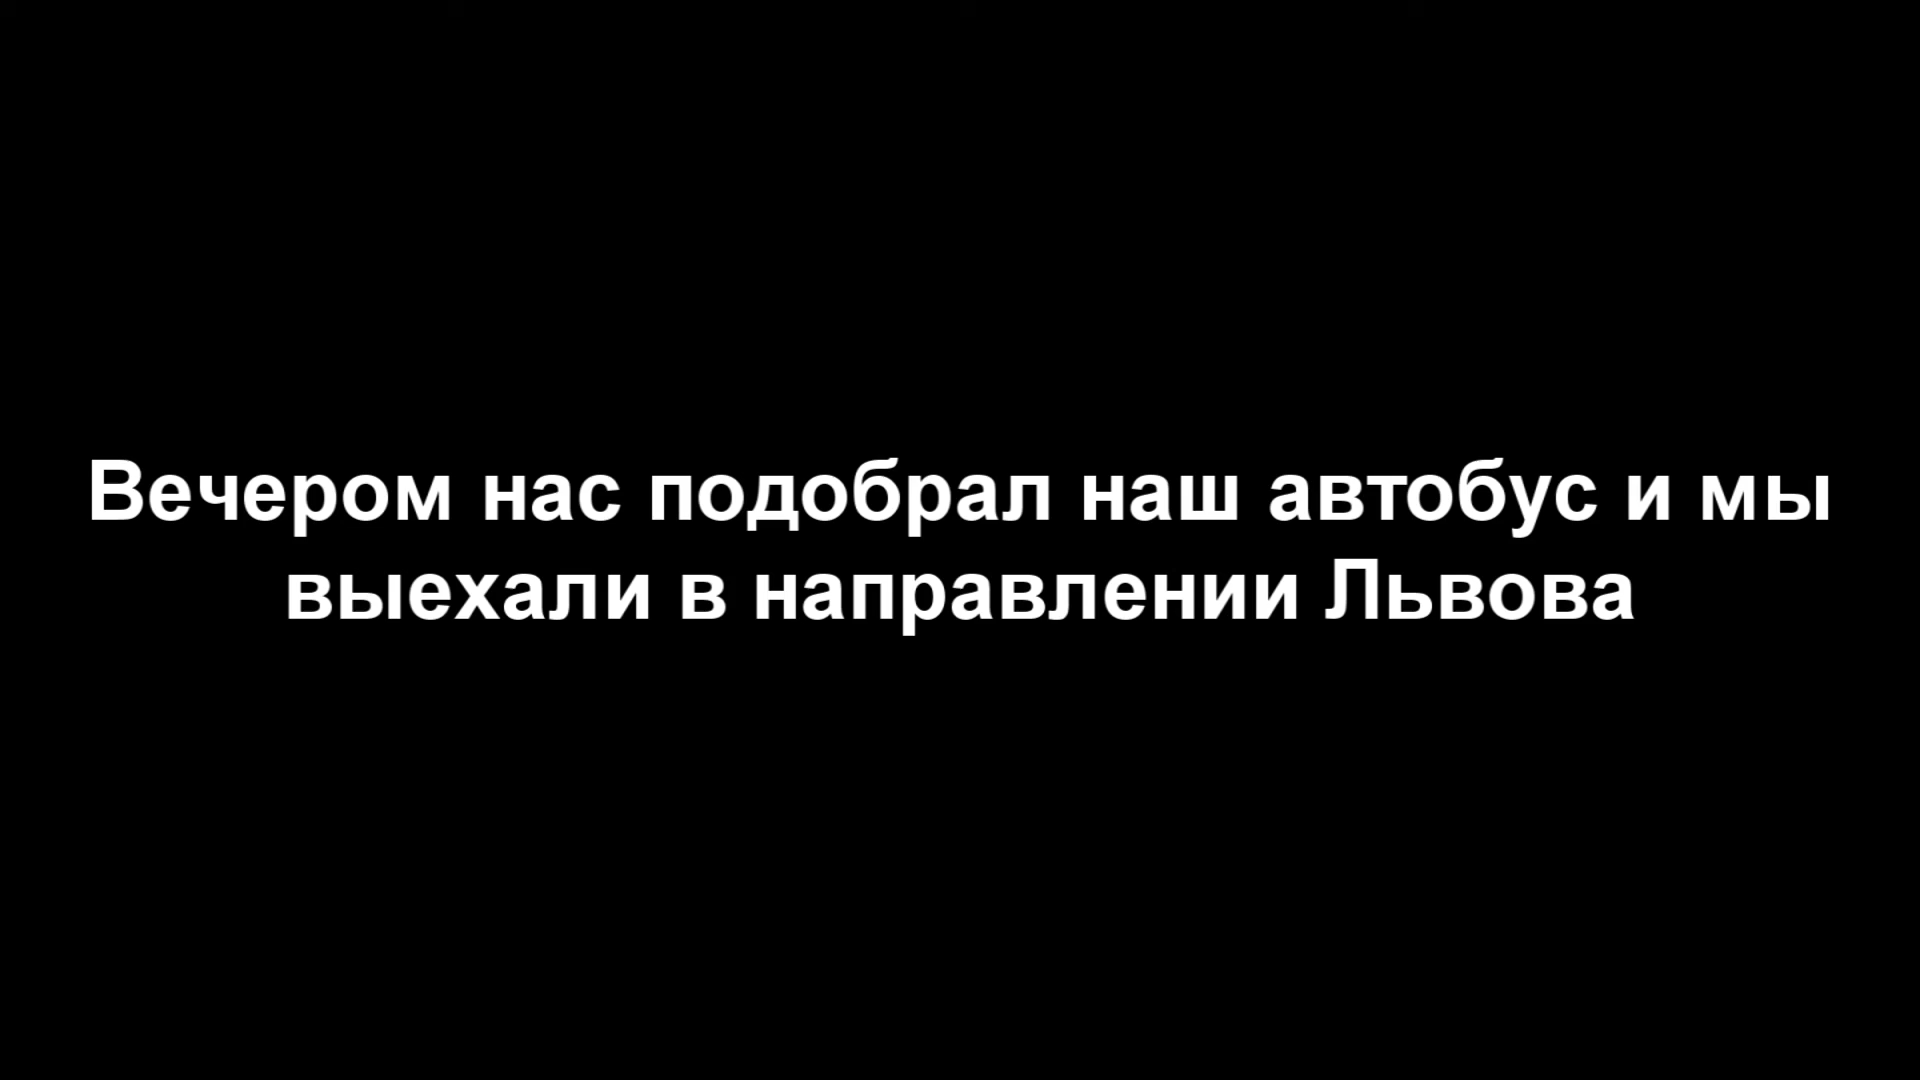 Вечером нас подобрал наш автобус и мы
выехали в направлении Львова